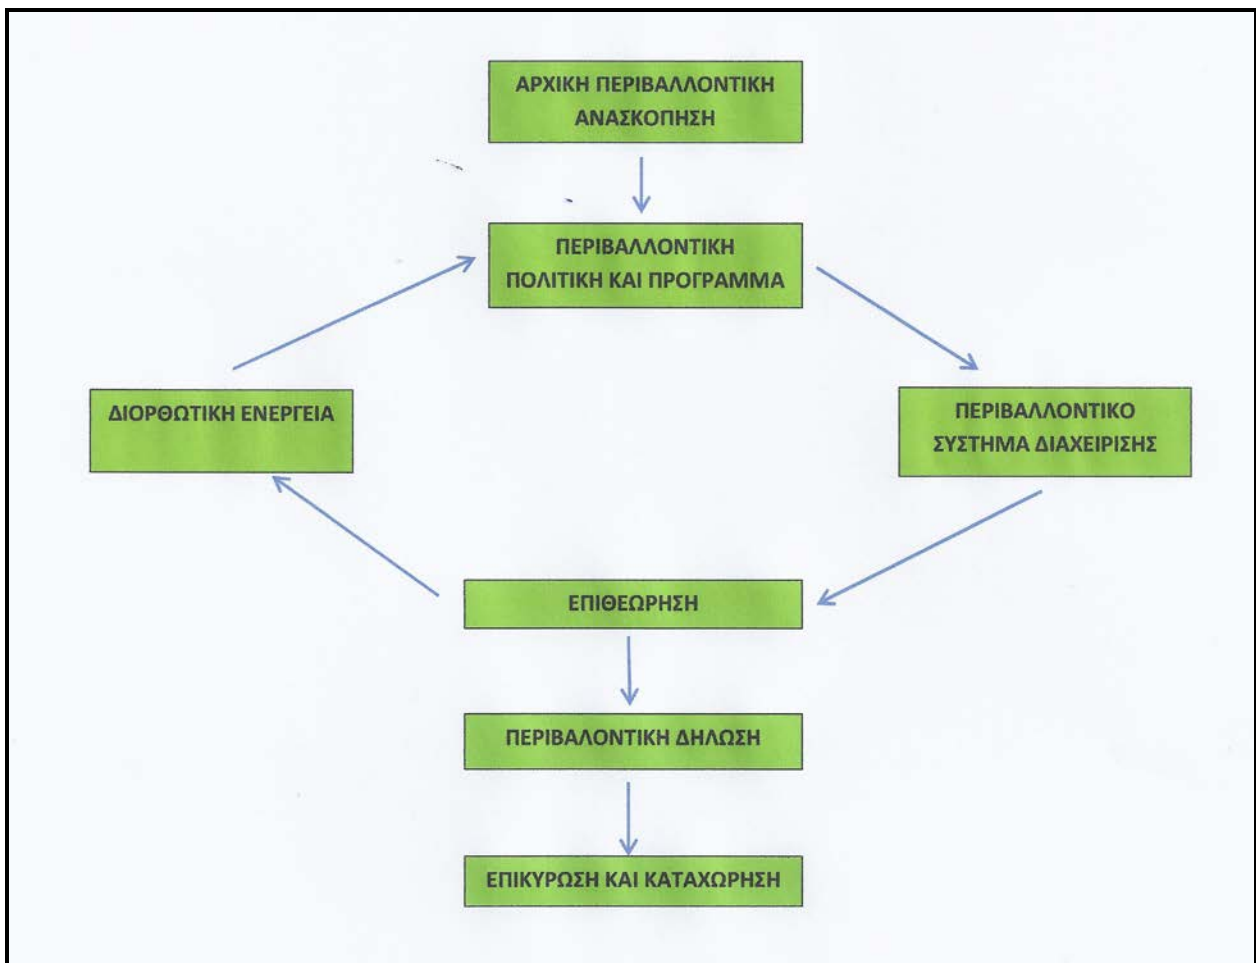 ΑΡΧΙΚΗ ΠΕΡΙΒΑΛΛΟΝΤΙΚΗ
ΑΝΑΣΚΟΠΗΣΗ
ΠΕΡΙΒΑΛΛΟΝΤΙΚΗ
ΠΟΛΙΤΙΚΗ ΚΑΙ ΠΡΟΓΡΑΜΜΑ
ΔΙΟΡΘΩΤΙΚΗ ΕΝΕΡΓΕΙΑ
ΠΕΡΙΒΑΛΛΟΝΤΙΚΟ
ΣΥΣΤΗΜΑ ΔΙΑΧΕΙΡΙΣΗΣ
ΕΠΙΘΕΩΡΗΣΗ
ΠΕΡΙΒΑΛΟΝΤΙΚΗ ΔΗΛΩΣΗ
ΕΠΙΚΥΡΩΣΗ ΚΑΙ ΚΑΤΑΧΩΡΗΣΗ